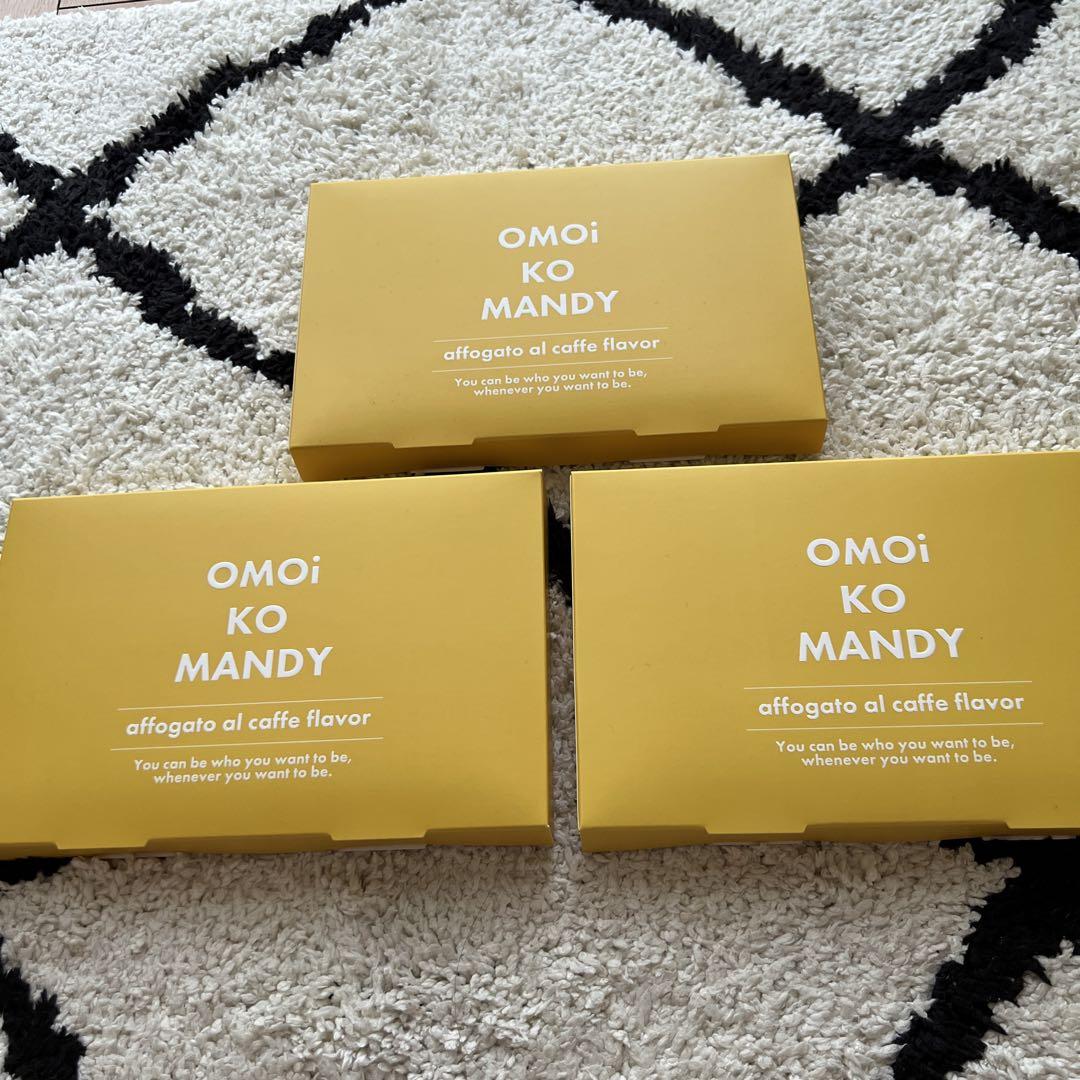 OMOi
KO
MANDY
affogato al caffe flavor
You can be who you want to be,
whenever you want to be.
OMOi
KO
MANDY
affogato al caffe flavor
You can be who you want to be,
whenever you want to be.
OMOi
KO
MANDY
affogato al caffe flavor
You can be who you want to be,
whenever you want to be.